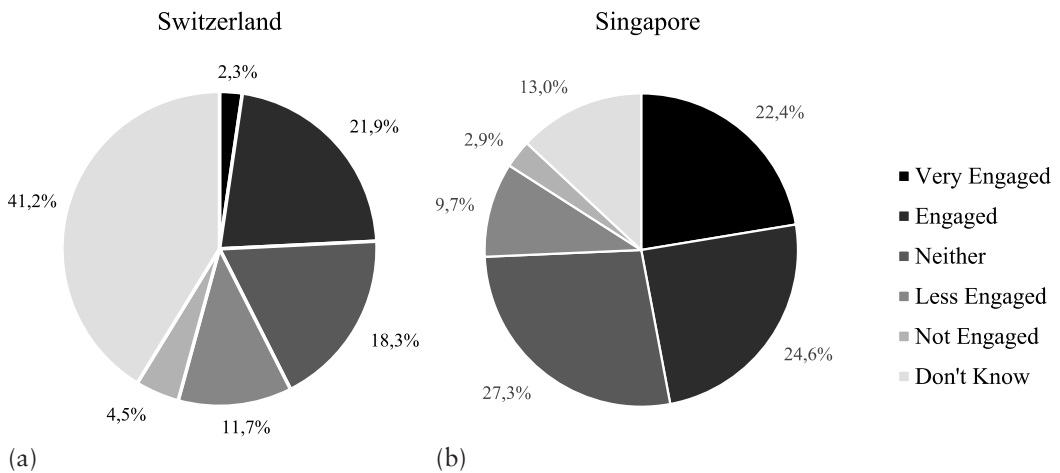 Switzerland
2,3%
21,9%
18,3%
11,7%
4,5%
41,2%
(a)
Singapore
22,4%
24,6%
27,3%
9,7%
2,9%
13,0%
(b)
Very Engaged
Engaged
Neither
Less Engaged
Not Engaged
Don't Know